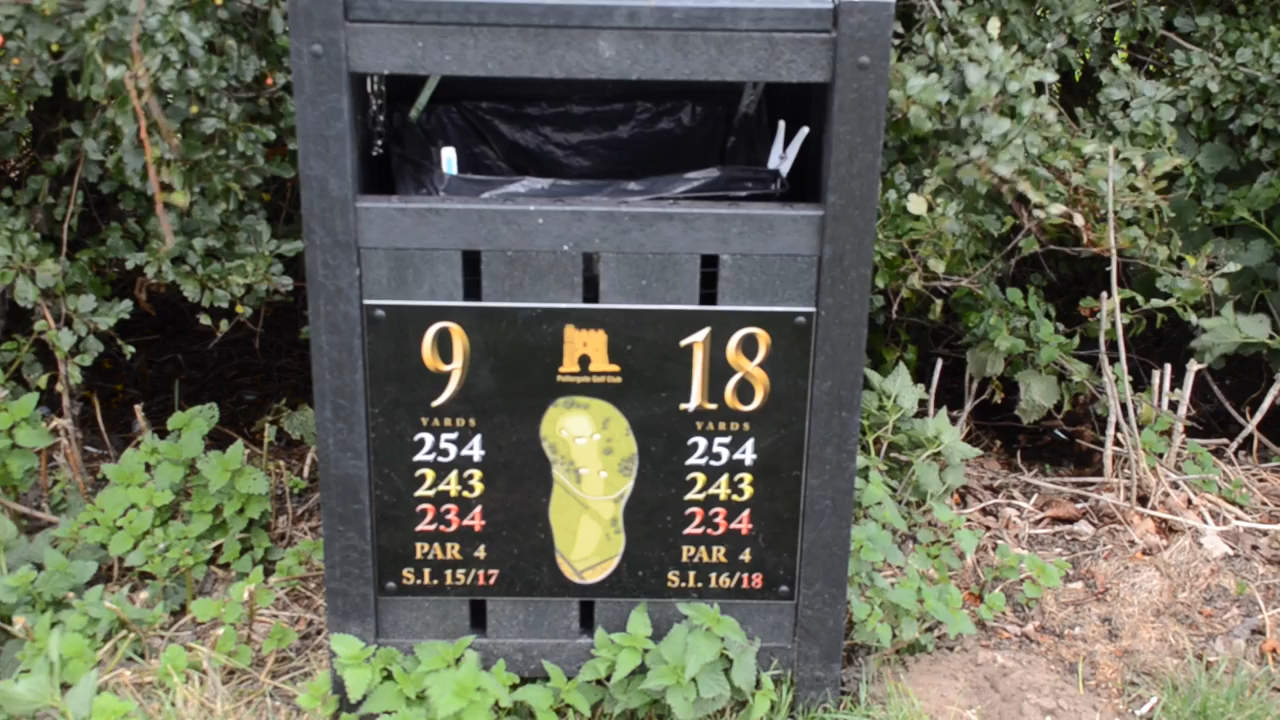 9
YARDS
254
243
234
PAR 4
S.I. 15/17
Pottergate Golf Club
18
YARDS
254
243
234
PAR 4
S.I. 16/18